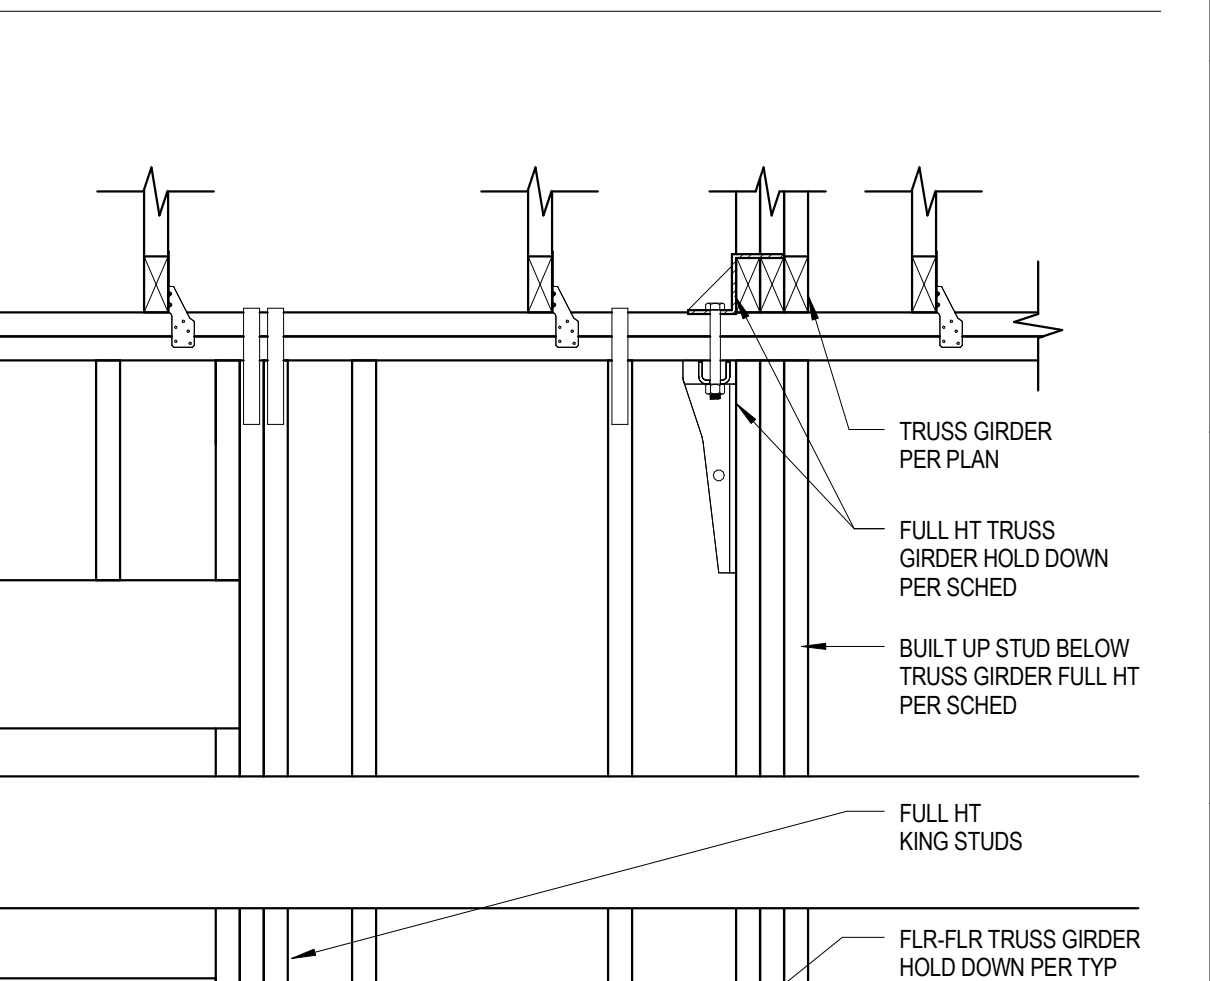 TRUSS GIRDER
PER PLAN
FULL HT TRUSS
GIRDER HOLD DOWN
PER SCHED
BUILT UP STUD BELOW
TRUSS GIRDER FULL HT
PER SCHED
FULL HT
KING STUDS
FLR-FLR TRUSS GIRDER
HOLD DOWN PER TYP